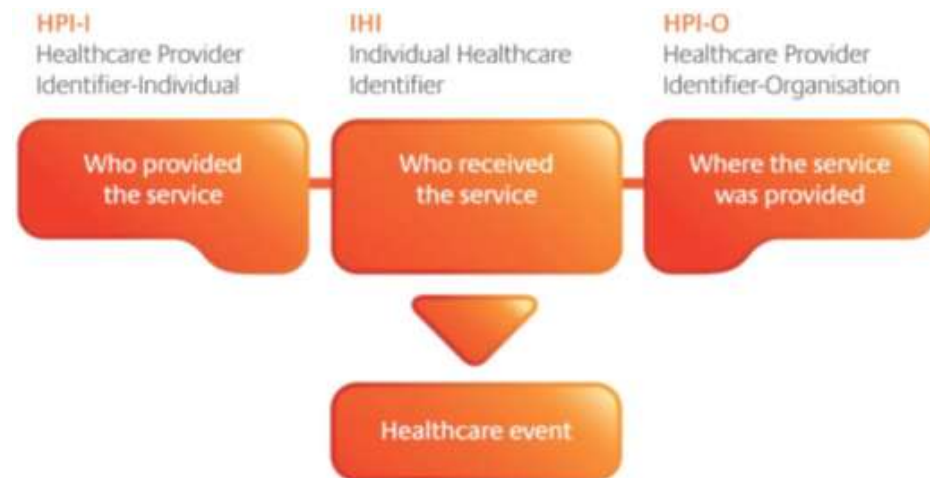 HPI-I
Healthcare Provider
Identifier-Individual
IHI
Individual Healthcare
Identifier
HPI-O
Healthcare Provider
Identifier-Organisation
Who provided
the service
Who received
the service
Where the service
was provided
Healthcare event